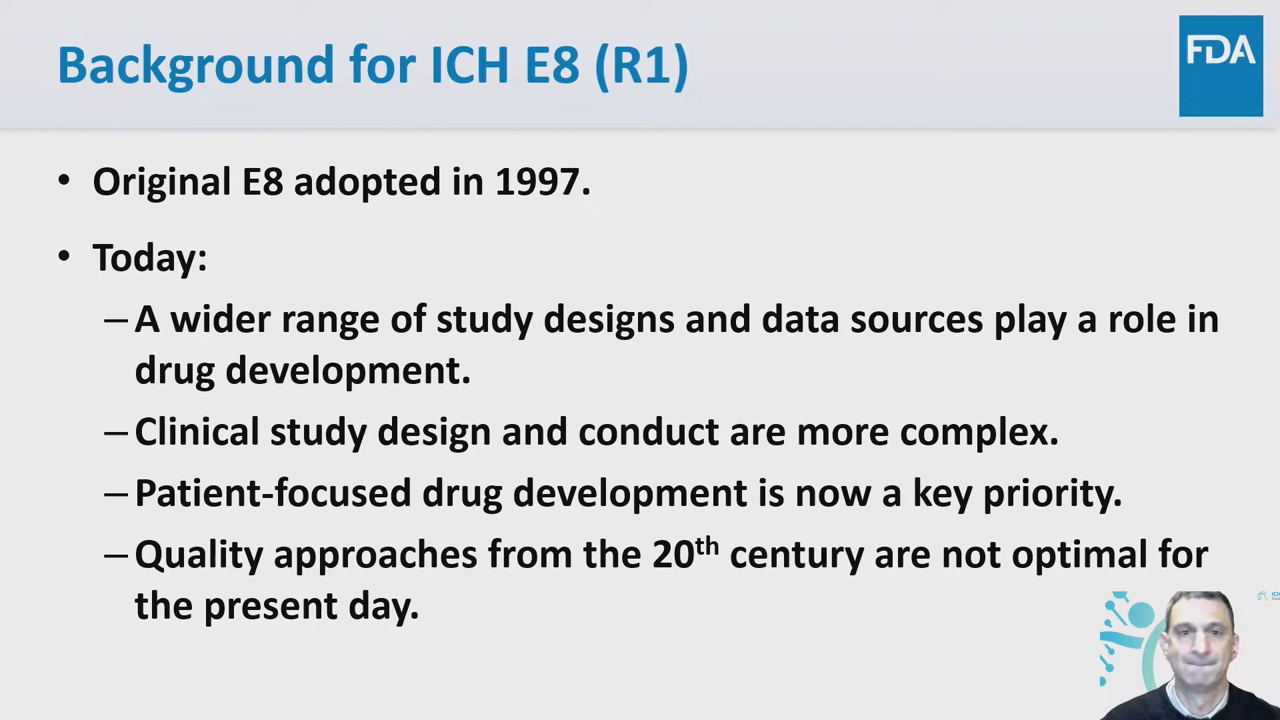 Background for ICH E8 (R1)
FDA
• Original E8 adopted in 1997.
• Today:
– A wider range of study designs and data sources play a role in
drug development.
– Clinical study design and conduct are more complex.
– Patient-focused drug development is now a key priority.
– Quality approaches from the 20th century are not optimal for
the present day.